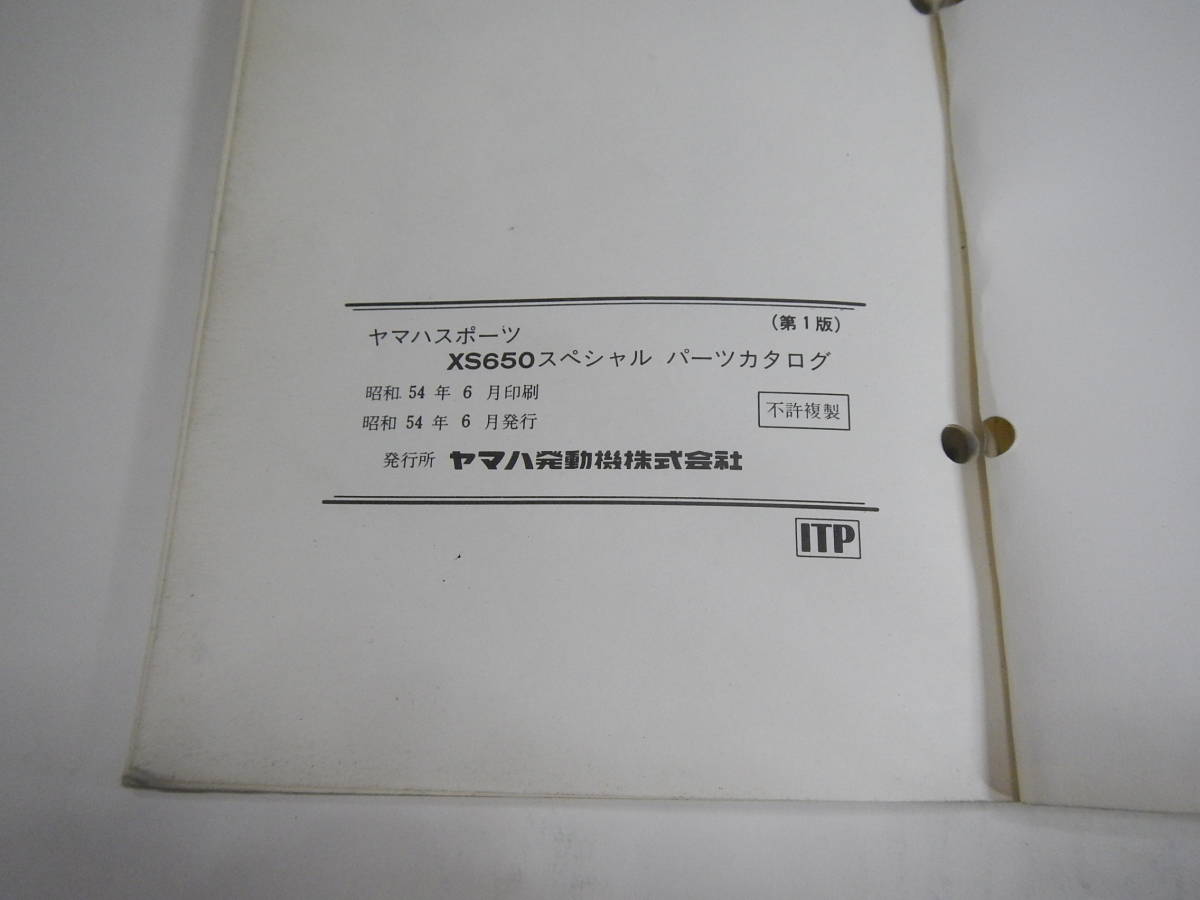 (第1版)
ヤマハスポーツ
XS650スペシャル パーツカタログ
昭和 54 年 6 月印刷
昭和 54 年 6 月発行
不許複製
発行所 ヤマハ発動機株式会社
ITP